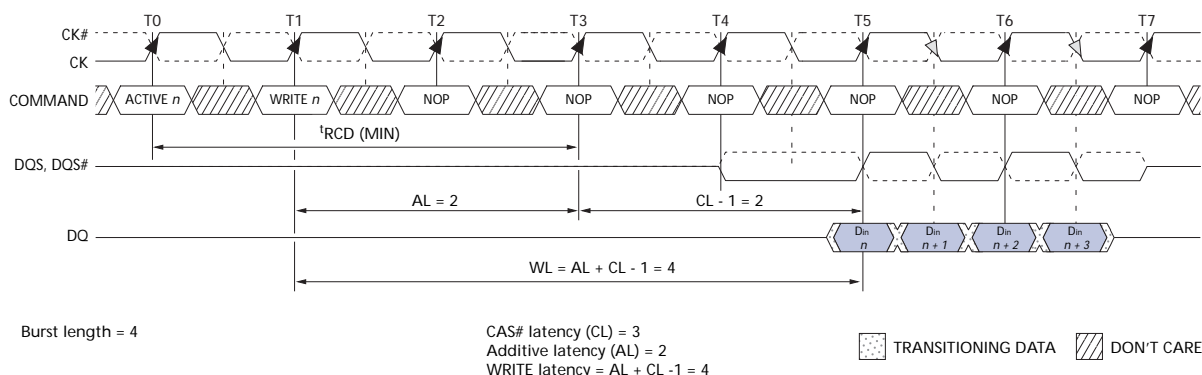 T0 T1 T2 T3 T4 T5 T6 T7
CK#
CK
COMMAND ACTIVE n WRITE n NOP NOP NOP NOP NOP NOP
tRCD (MIN)
DQS, DQS#
AL = 2 CL - 1 = 2
DQ Din n Din n + 1 Din n + 2 Din n + 3
WL = AL + CL - 1 = 4
Burst length = 4
CAS# latency (CL) = 3
Additive latency (AL) = 2
WRITE latency = AL + CL -1 = 4
TRANSITIONING DATA DON'T CARE